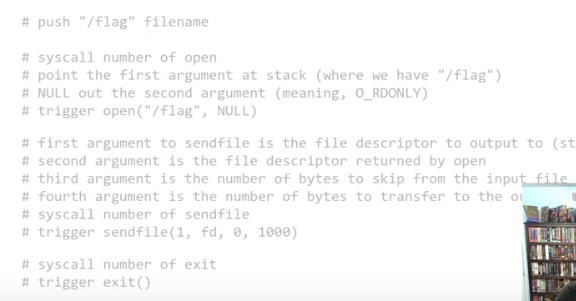 # push "/flag" filename
# syscall number of open
# point the first argument at stack (where we have "/flag")
# NULL out the second argument (meaning, O_RDONLY)
# trigger open("/flag", NULL)
# first argument to sendfile is the file descriptor to output to (st
# second argument is the file descriptor returned by open
# third argument is the number of bytes to skip from the input file
# fourth argument is the number of bytes to transfer to the
# syscall number of sendfile
# trigger sendfile(1, fd, 0, 1000)
# syscall number of exit
# trigger exit()